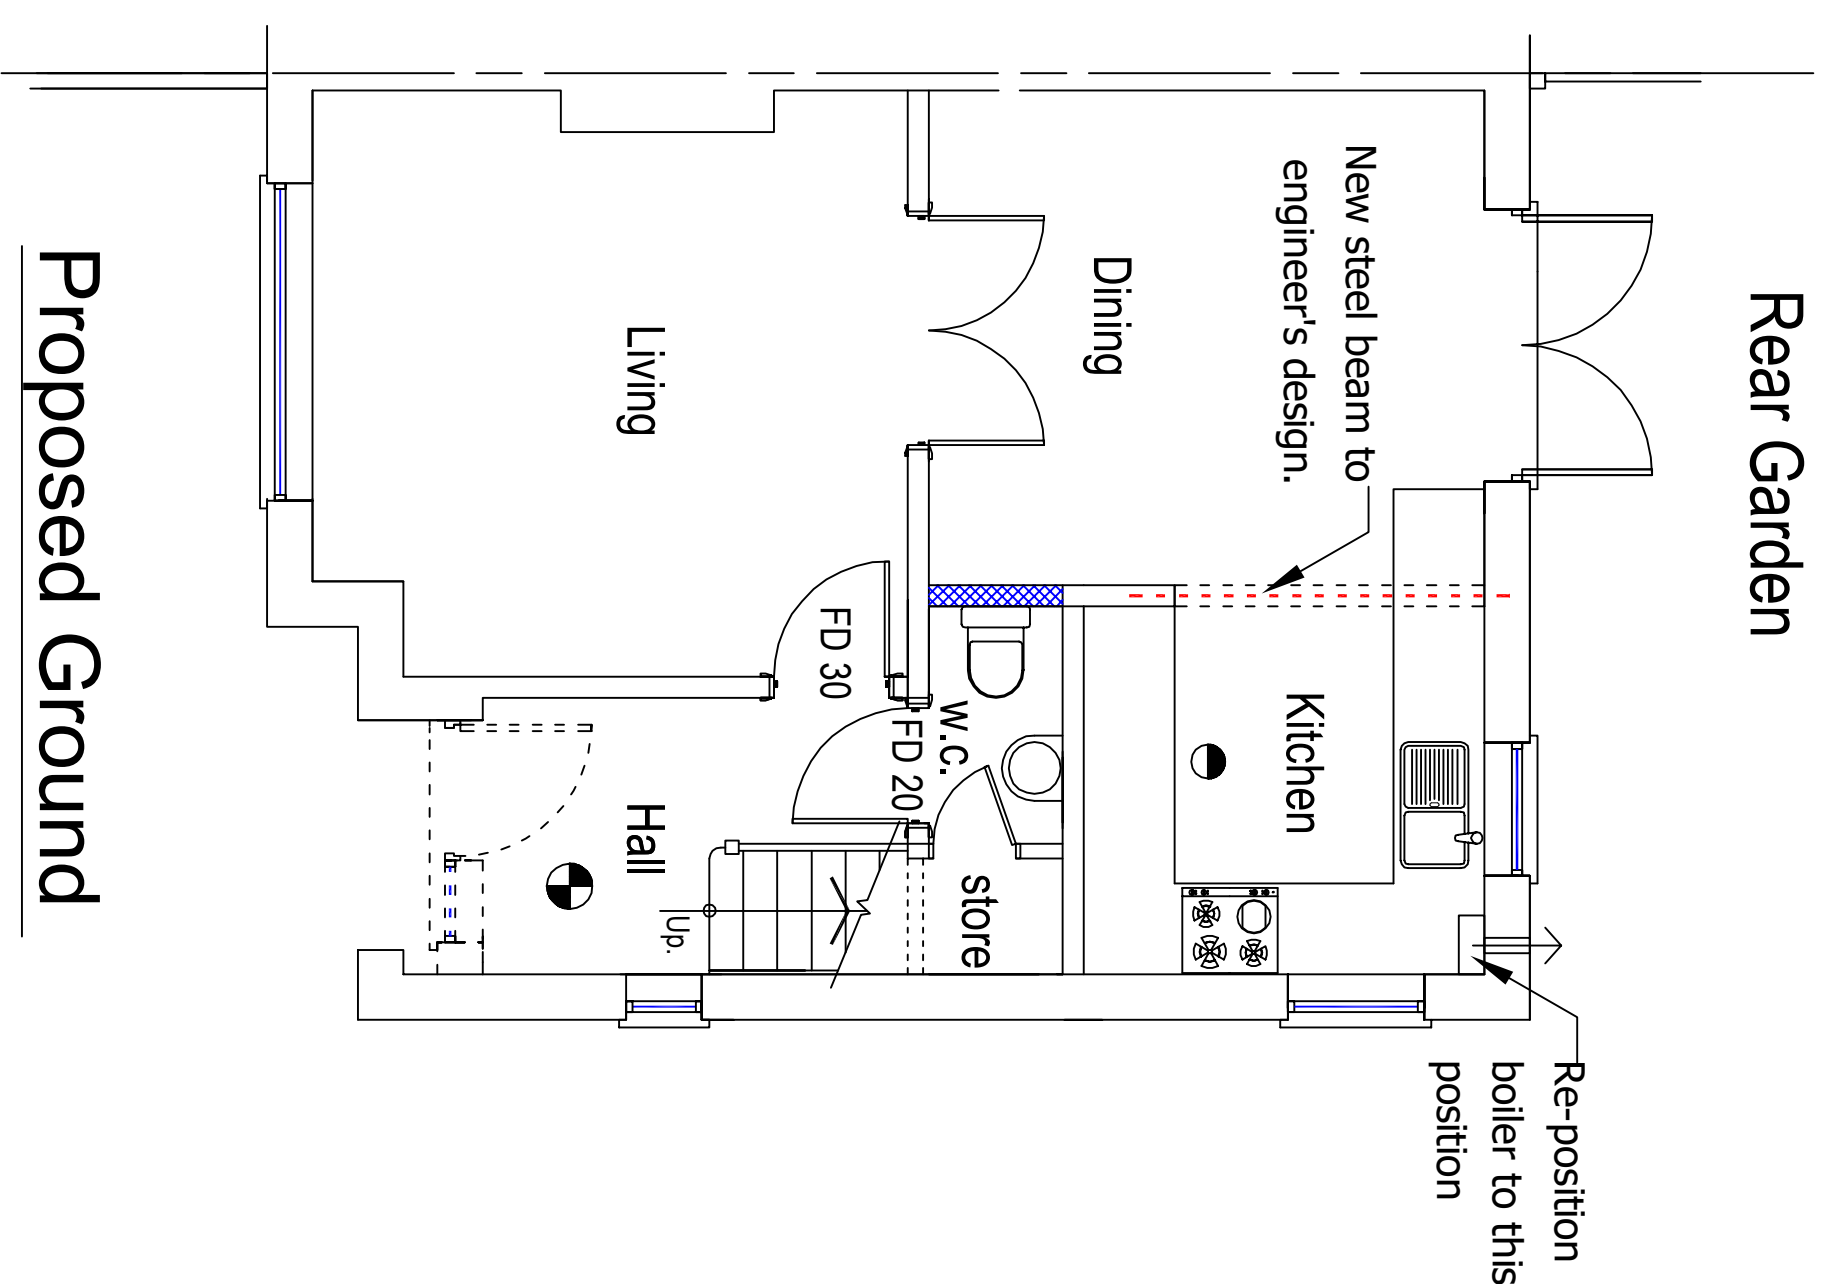 Rear Garden
New steel beam to
engineer's design.
Dining
Kitchen
Re-position
boiler to this
position
w.c.
store
FD 20
FD 30
Living
Hall
Up.
Proposed Ground